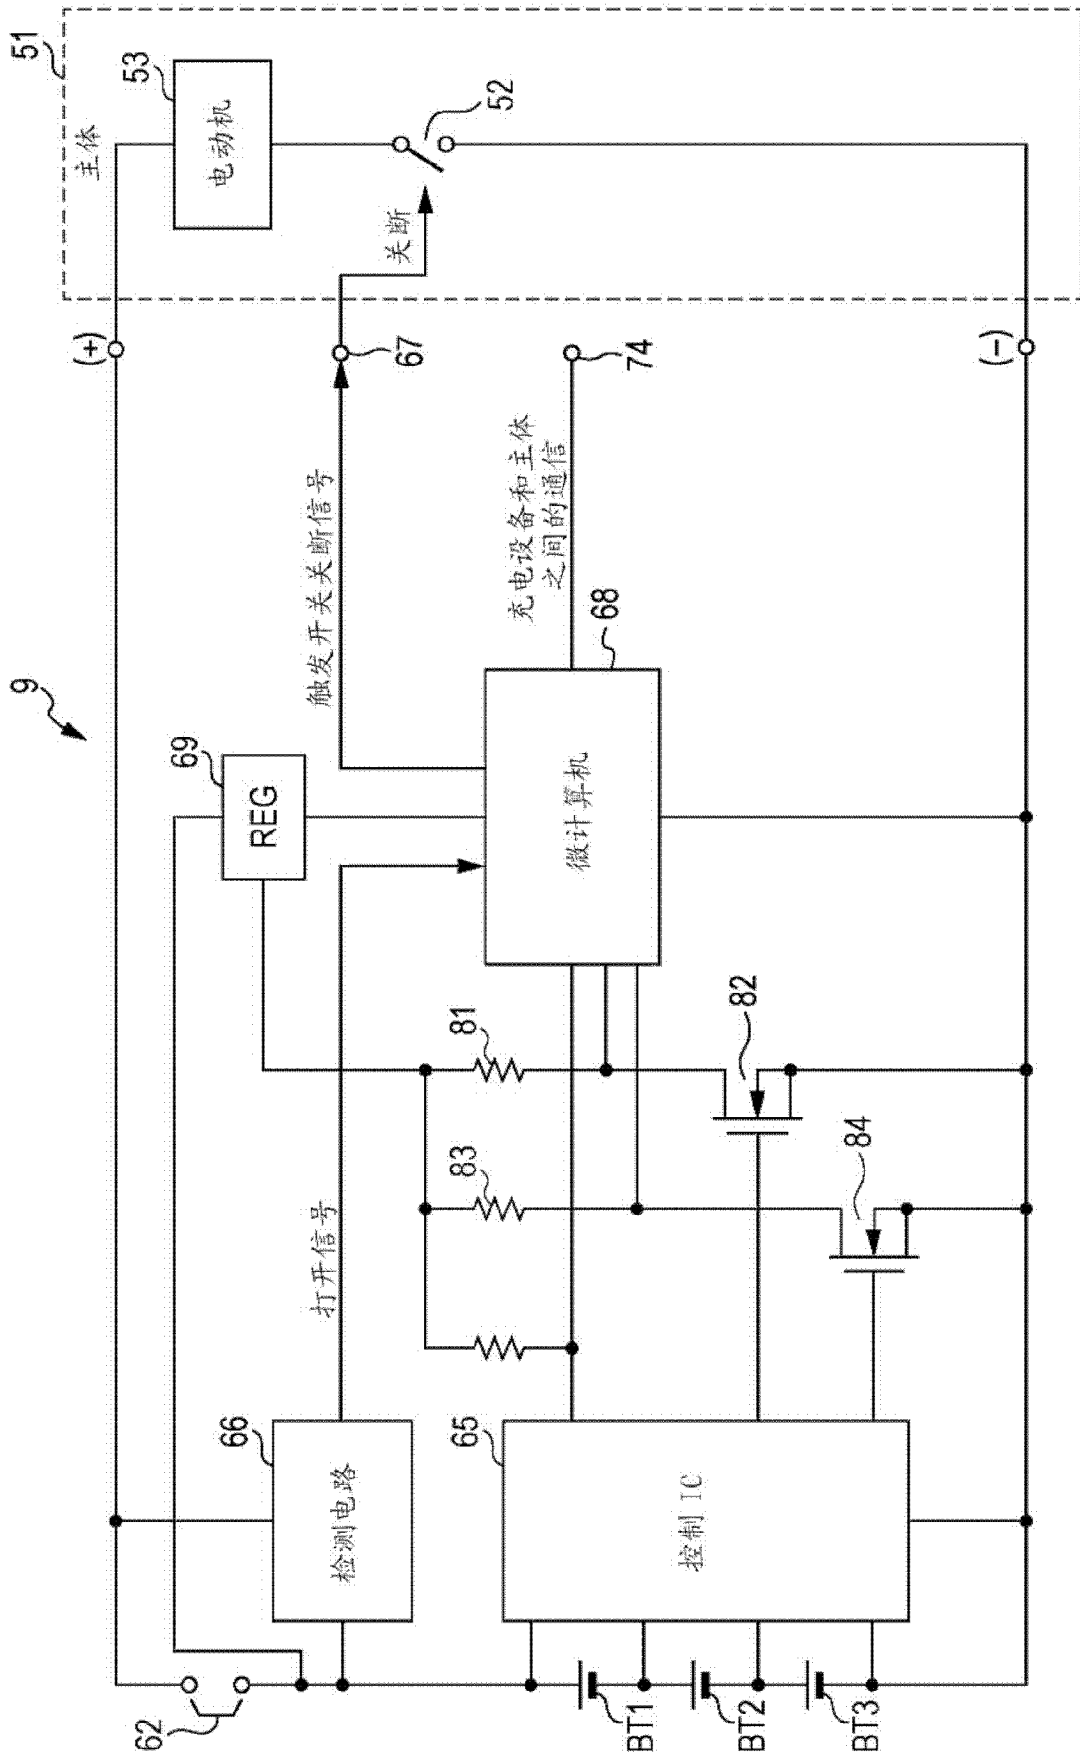 9
51
主体
(+)
53
62
69
电动机
66
REG
打开信号
触发开关关断信号
检测电路
关断
67
65
83
81
52
充电设备和主体
之间的通信
微计算机
68
74
BT1
控制 IC
82
BT2
84
BT3
(-)